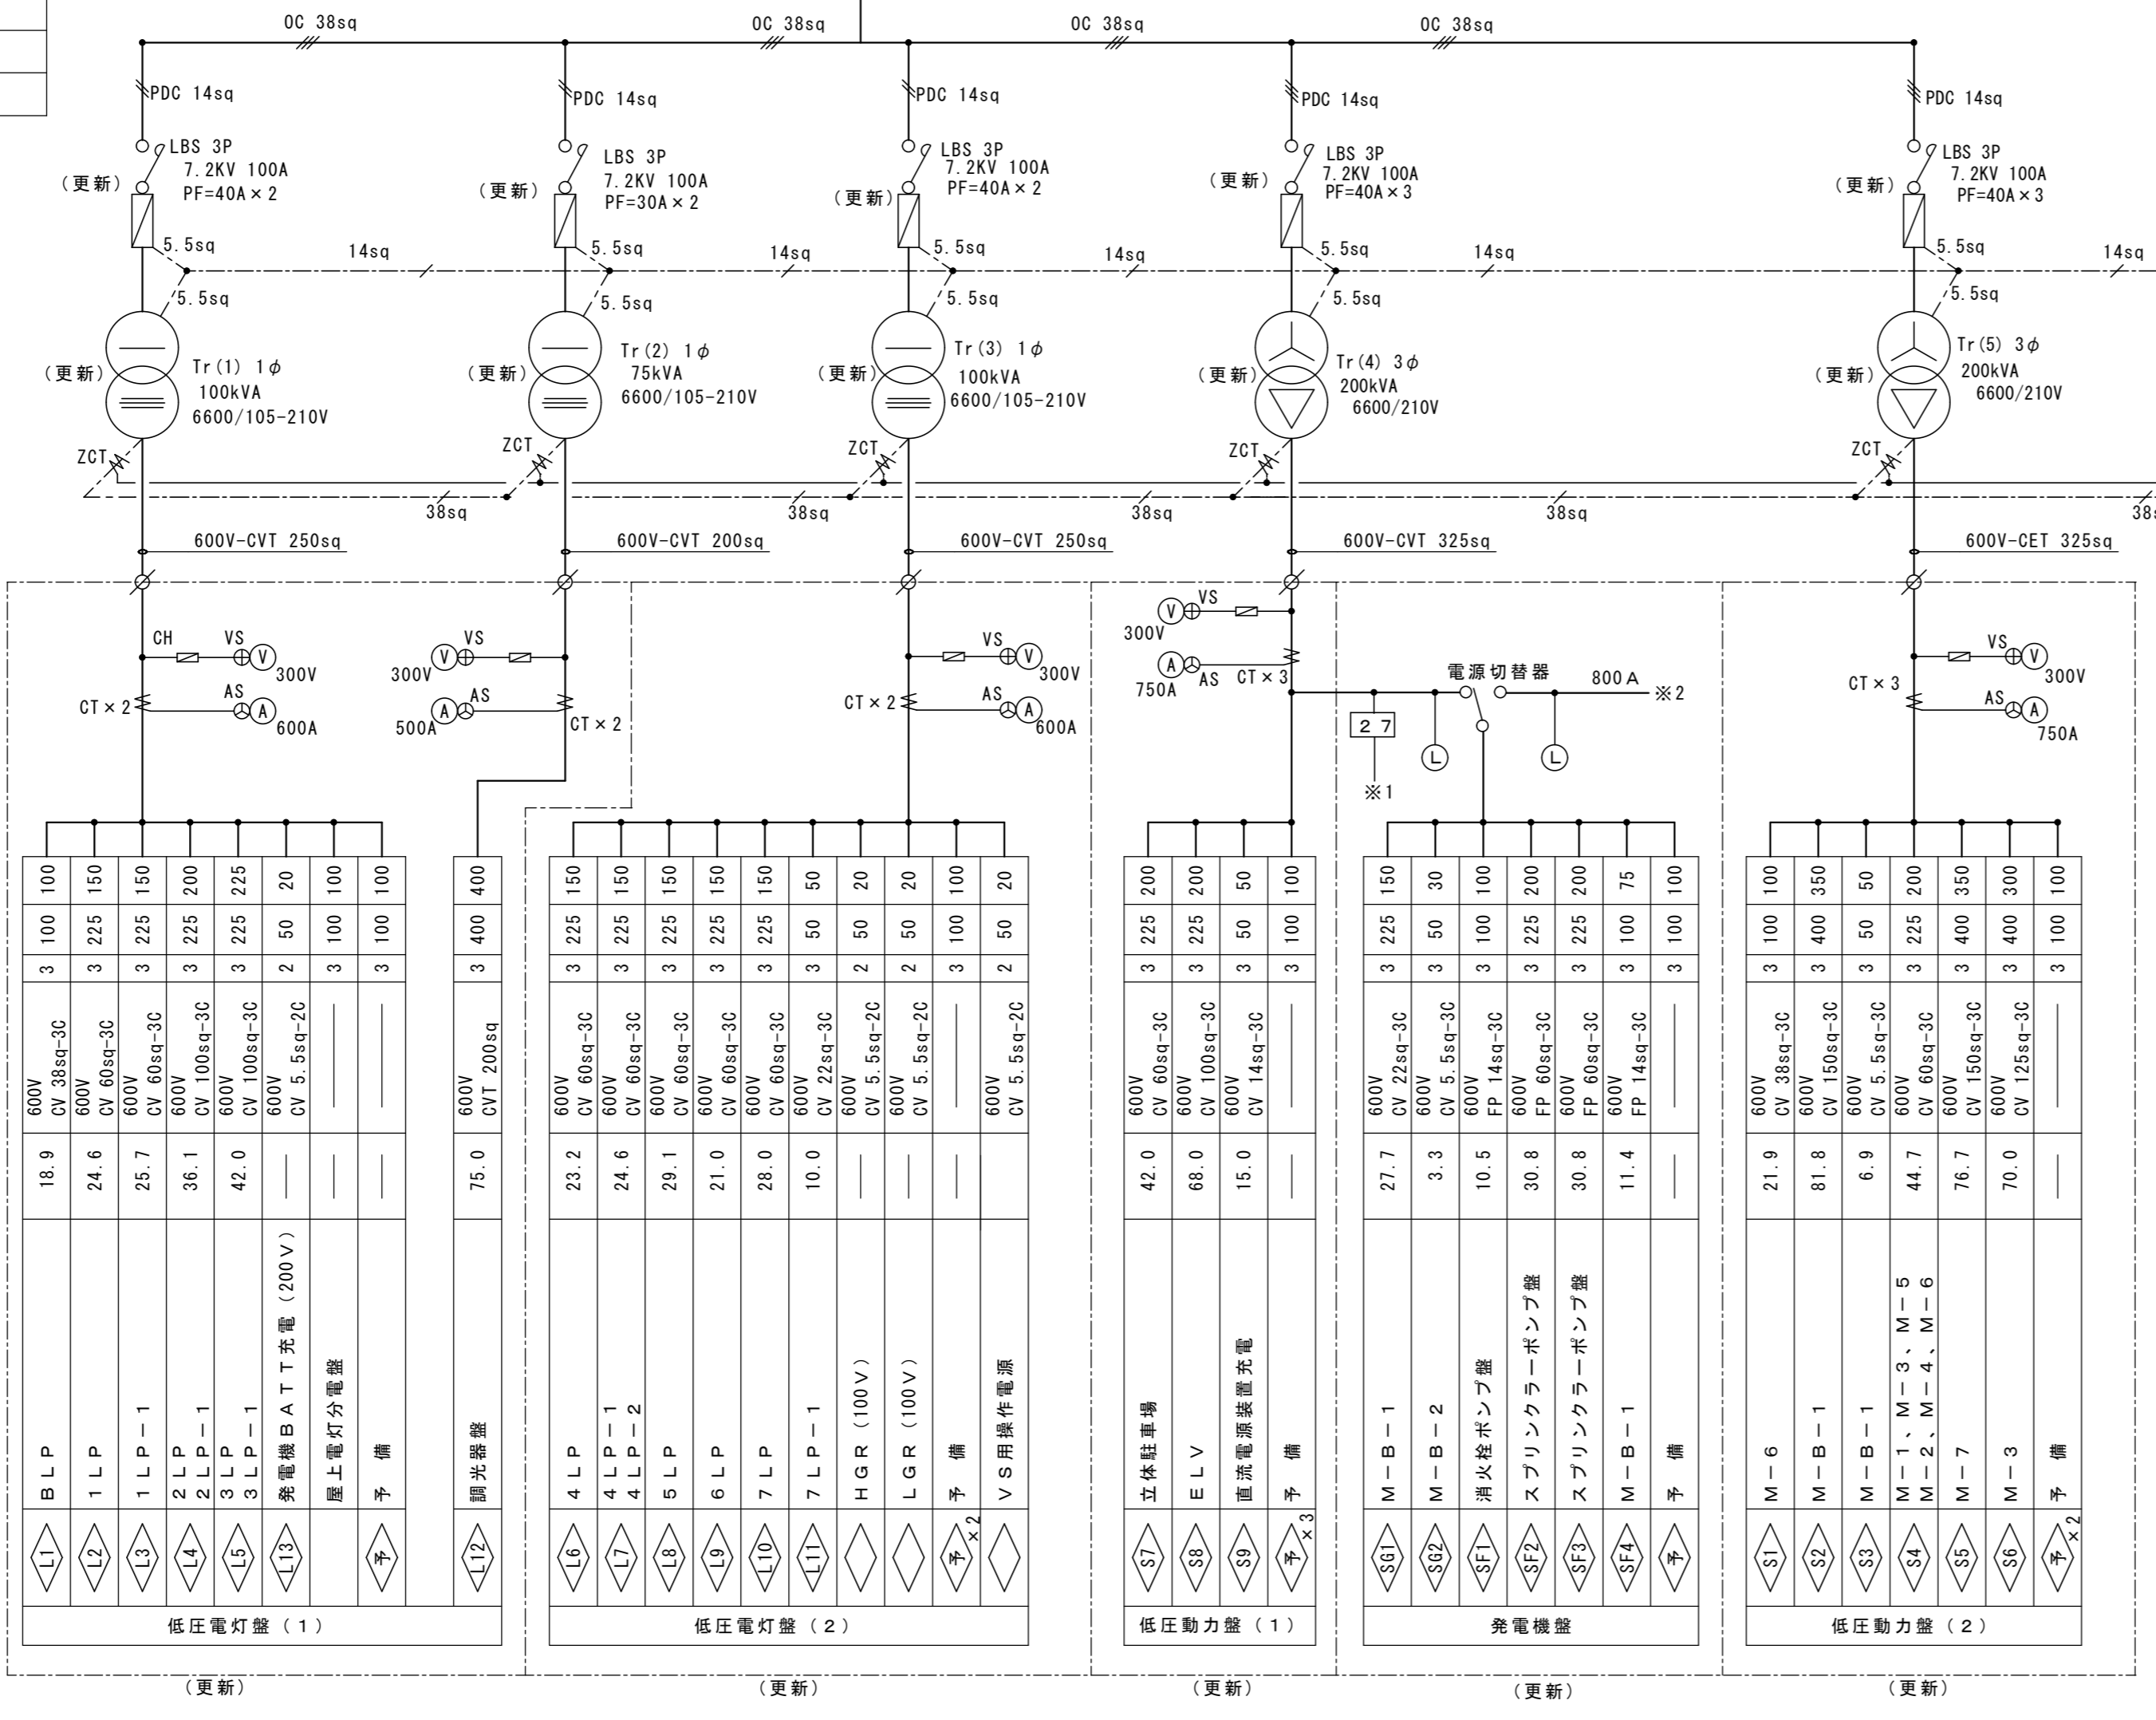 OC 38sq
OC 38sq
OC 38sq
OC 38sq
PDC 14sq
PDC 14sq
PDC 14sq
PDC 14sq
PDC 14sq
LBS 3P
7.2KV 100A
PF=40A×2
(更新)
LBS 3P
7.2KV 100A
PF=30A×2
(更新)
LBS 3P
7.2KV 100A
PF=40A×2
(更新)
LBS 3P
7.2KV 100A
PF=40A×3
(更新)
LBS 3P
7.2KV 100A
PF=40A×3
(更新)
5.5sq
14sq
5.5sq
14sq
5.5sq
14sq
5.5sq
14sq
5.5sq
14sq
5.5sq
5.5sq
5.5sq
5.5sq
5.5sq
(更新)
Tr(1) 1φ
100kVA
6600/105-210V
(更新)
Tr(2) 1φ
75kVA
6600/105-210V
(更新)
Tr(3) 1φ
100kVA
6600/105-210V
(更新)
Tr(4) 3φ
200kVA
6600/210V
(更新)
Tr(5) 3φ
200kVA
6600/210V
ZCT
ZCT
ZCT
ZCT
ZCT
38sq
38sq
38sq
38sq
600V-CVT 250sq
600V-CVT 200sq
600V-CVT 250sq
600V-CVT 325sq
600V-CET 325sq
CH
VS
V
300V
CT×2
AS
A
600A
VS
V
300V
AS
A
500A
CT×2
VS
V
300V
CT×2
AS
A
600A
VS
V
300V
A
AS
750A
CT×3
電源切替器
800A
※2
27
L
L
※1
VS
V
300V
CT×3
AS
A
750A
100 150 150 200 225 20 100 100
100 225 225 225 225 50 100 100
3 3 3 3 3 2 3 3
600V CV 38sq-3C
600V CV 60sq-3C
600V CV 60sq-3C
600V CV 100sq-3C
600V CV 100sq-3C
600V CV 5.5sq-2C
18.9 24.6 25.7 36.1 42.0
BLP
1LP
1LP-1
2LP
2LP-1
3LP
3LP-1
発電機BATT充電(200V)
屋上電灯分電盤
予 備
L1 L2 L3 L4 L5 L13 予
400
400
3
600V CVT 200sq
75.0
調光器盤
L12
低圧電灯盤(1)
150 150 150 150 150 50 20 20 100 20
225 225 225 225 225 50 50 50 100 50
3 3 3 3 3 3 2 2 3 2
600V CV 60sq-3C
600V CV 60sq-3C
600V CV 60sq-3C
600V CV 60sq-3C
600V CV 60sq-3C
600V CV 22sq-3C
600V CV 5.5sq-2C
600V CV 5.5sq-2C
600V CV 5.5sq-2C
23.2 24.6 29.1 21.0 28.0 10.0
4LP
4LP-1
4LP-2
5LP
6LP
7LP
7LP-1
HGR(100V)
LGR(100V)
予 備
VS用操作電源
L6 L7 L8 L9 L10 L11 予×2
低圧電灯盤(2)
200 200 50 100
225 225 50 100
3 3 3 3
600V CV 60sq-3C
600V CV 100sq-3C
600V CV 14sq-3C
42.0 68.0 15.0
立体駐車場
ELV
直流電源装置充電
予 備
S7 S8 S9 予×3
低圧動力盤(1)
150 30 100 200 200 75 100
225 50 100 225 225 100 100
3 3 3 3 3 3 3
600V CV 22sq-3C
600V CV 5.5sq-3C
600V FP 14sq-3C
600V FP 60sq-3C
600V FP 60sq-3C
600V FP 14sq-3C
27.7 3.3 10.5 30.8 30.8 11.4
M-B-1
M-B-2
消火栓ポンプ盤
スプリンクラーポンプ盤
スプリンクラーポンプ盤
M-B-1
予 備
SG1 SG2 SF1 SF2 SF3 SF4 予
発電機盤
100 350 50 200 350 300 100
100 400 50 225 400 400 100
3 3 3 3 3 3 3
600V CV 38sq-3C
600V CV 150sq-3C
600V CV 5.5sq-3C
600V CV 60sq-3C
600V CV 150sq-3C
600V CV 125sq-3C
21.9 81.8 6.9 44.7 76.7 70.0
M-6
M-B-1
M-B-1
M-1、M-3、M-5
M-2、M-4、M-6
M-7
M-3
予 備
S1 S2 S3 S4 S5 S6 予×2
低圧動力盤(2)
(更新)
(更新)
(更新)
(更新)
(更新)